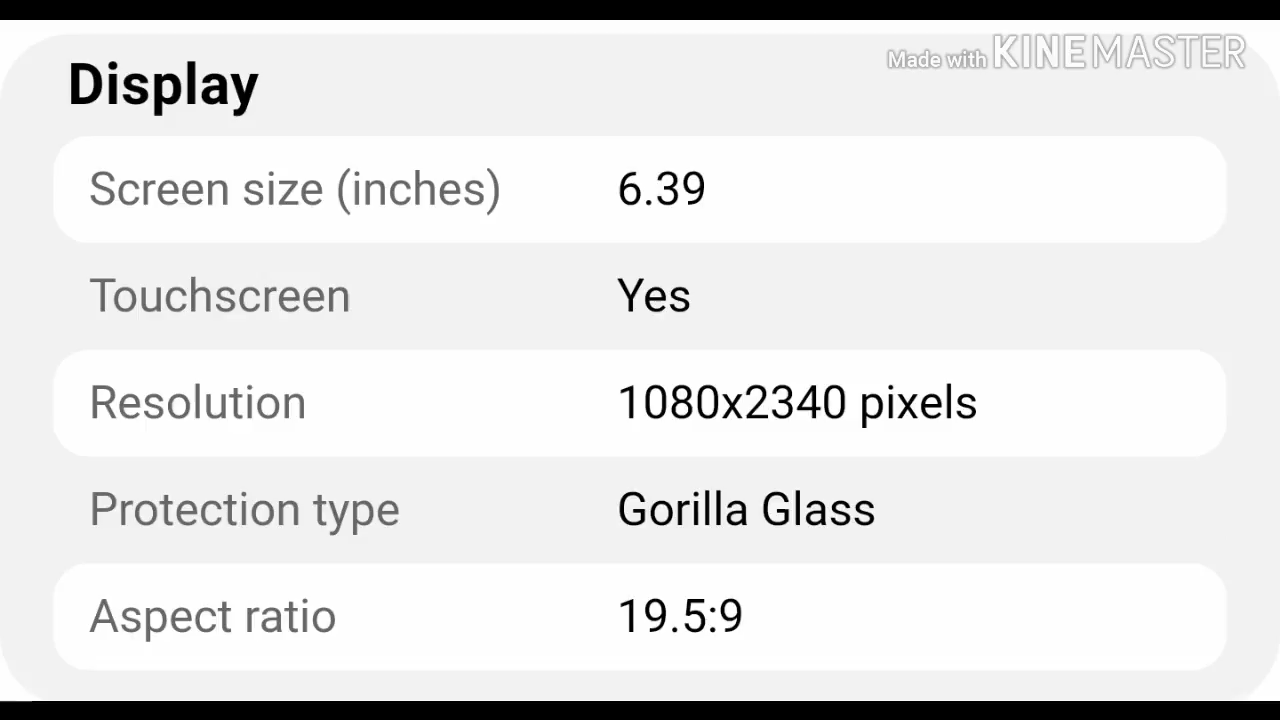 Made with KINEMASTER
Display
Screen size (inches) 6.39
Touchscreen Yes
Resolution 1080x2340 pixels
Protection type Gorilla Glass
Aspect ratio 19.5:9